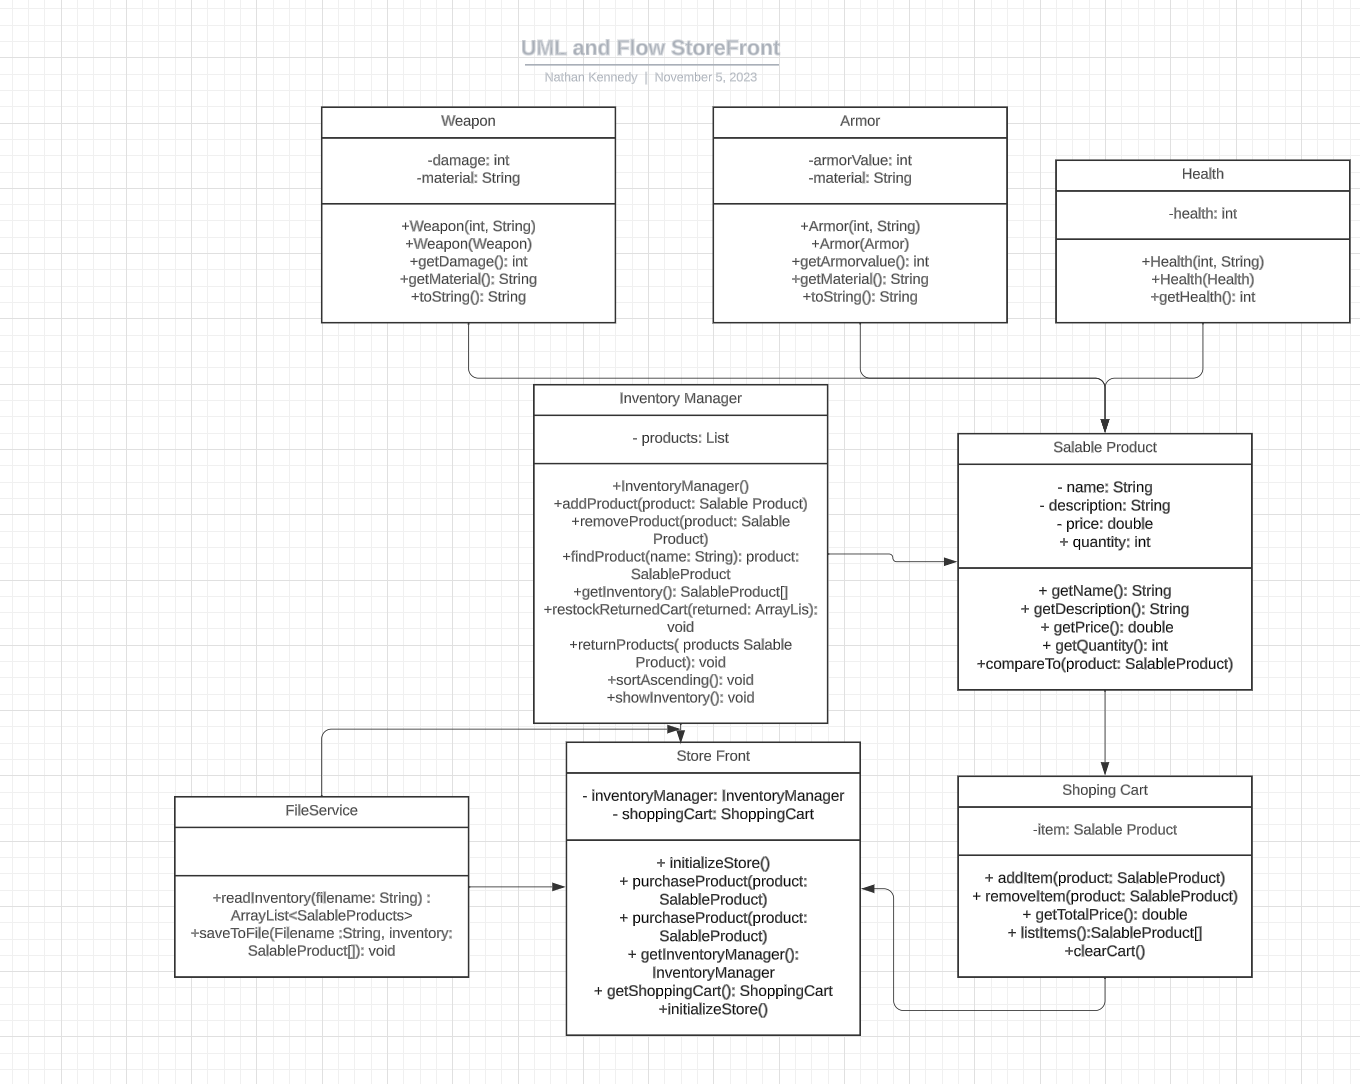 UML and Flow StoreFront
Nathan Kennedy | November 5, 2023
Weapon
-damage: int
-material: String
+Weapon(int, String)
+Weapon(Weapon)
+getDamage(): int
+getMaterial(): String
+toString(): String
Armor
-armorValue: int
-material: String
+Armor(int, String)
+Armor(Armor)
+getArmorvalue(): int
+getMaterial(): String
+toString(): String
Health
-health: int
+Health(int, String)
+Health(Health)
+getHealth(): int
Inventory Manager
- products: List
+InventoryManager()
+addProduct(product: Salable Product)
+removeProduct(product: Salable
Product)
+findProduct(name: String): product:
SalableProduct
+getInventory(): SalableProduct[]
+restockReturnedCart(returned: ArrayLis):
void
+returnProducts( products Salable
Product): void
+sortAscending(): void
+showInventory(): void
Salable Product
- name: String
- description: String
- price: double
+ quantity: int
+ getName(): String
+ getDescription(): String
+ getPrice(): double
+ getQuantity(): int
+compareTo(product: SalableProduct)
FileService
+readInventory(filename: String) :
ArrayList<SalableProducts>
+saveToFile(Filename :String, inventory:
SalableProduct[]): void
Store Front
- inventoryManager: InventoryManager
- shoppingCart: ShoppingCart
+ initializeStore()
+ purchaseProduct(product:
SalableProduct)
+ purchaseProduct(product:
SalableProduct)
+ getInventoryManager():
InventoryManager
+ getShoppingCart(): ShoppingCart
+initializeStore()
Shoping Cart
-item: Salable Product
+ addItem(product: SalableProduct)
+ removeItem(product: SalableProduct)
+ getTotalPrice(): double
+ listItems():SalableProduct[]
+clearCart()